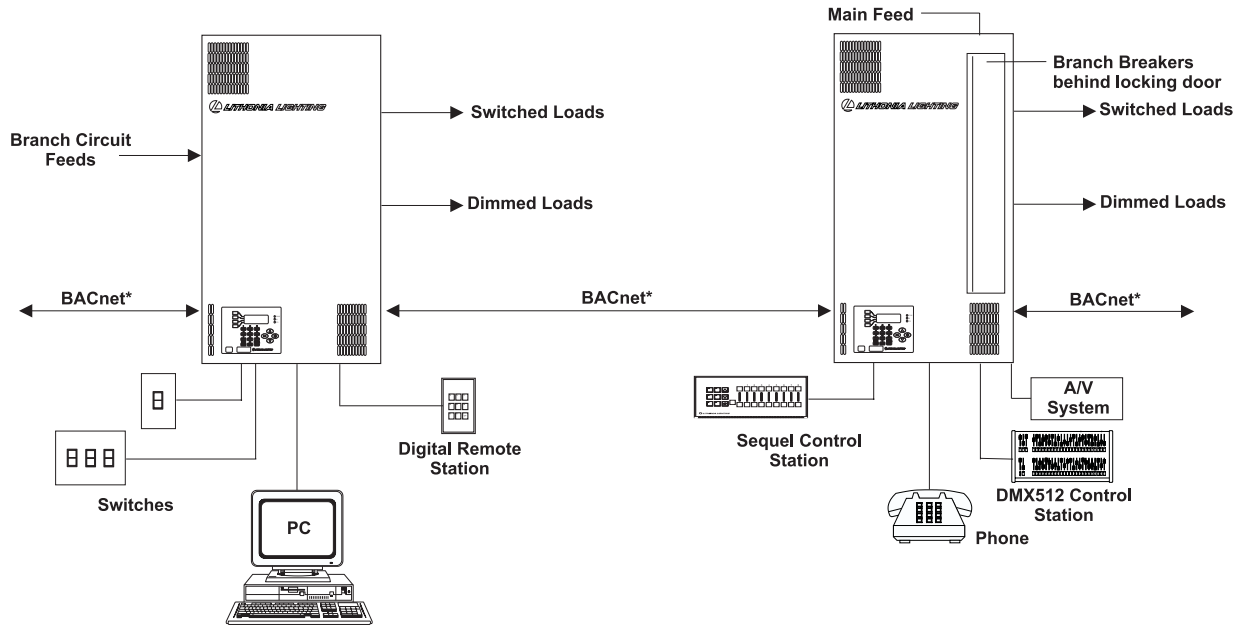 Main Feed
Branch Breakers
behind locking door
LITHONIA LIGHTING
LITHONIA LIGHTING
Switched Loads
Switched Loads
Branch Circuit
Feeds
Dimmed Loads
Dimmed Loads
BACnet*
BACnet*
BACnet*
A/V
System
Digital Remote
Station
Sequel Control
Station
Switches
DMX512 Control
Station
PC
Phone